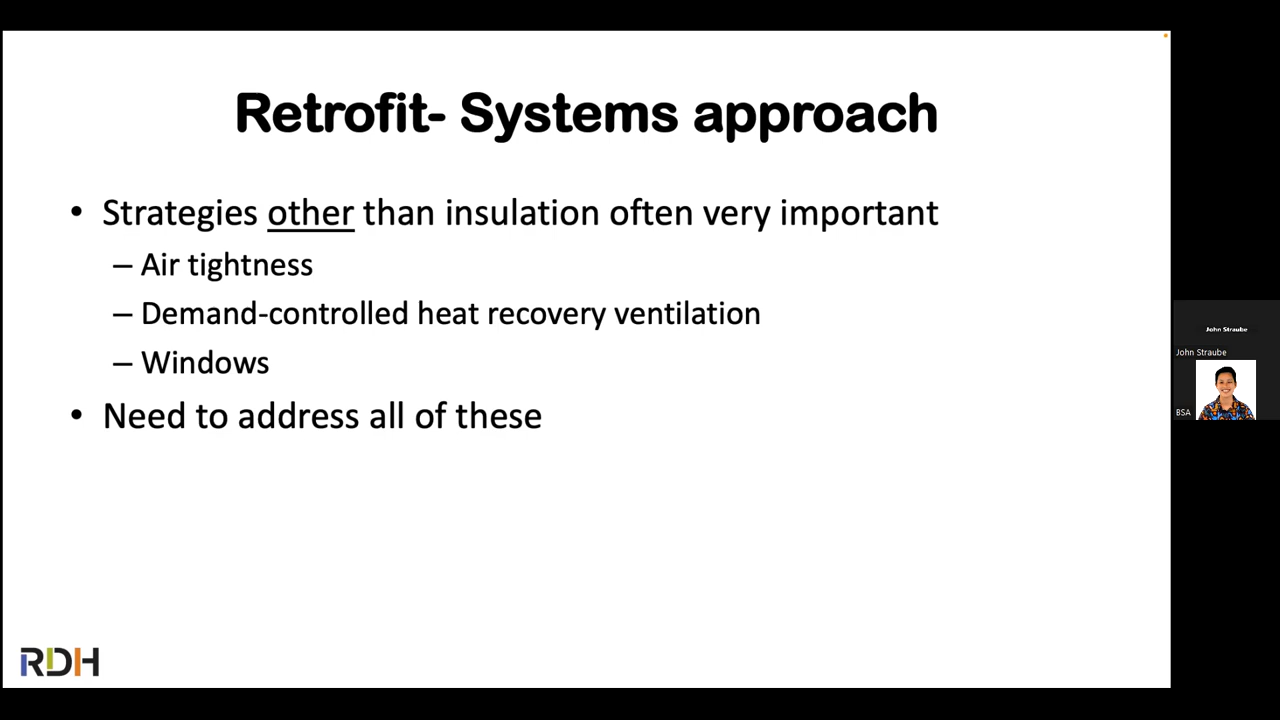 Retrofit- Systems approach
• Strategies other than insulation often very important
– Air tightness
– Demand-controlled heat recovery ventilation
– Windows
• Need to address all of these
RDH
John Straube
John Straube
BSA